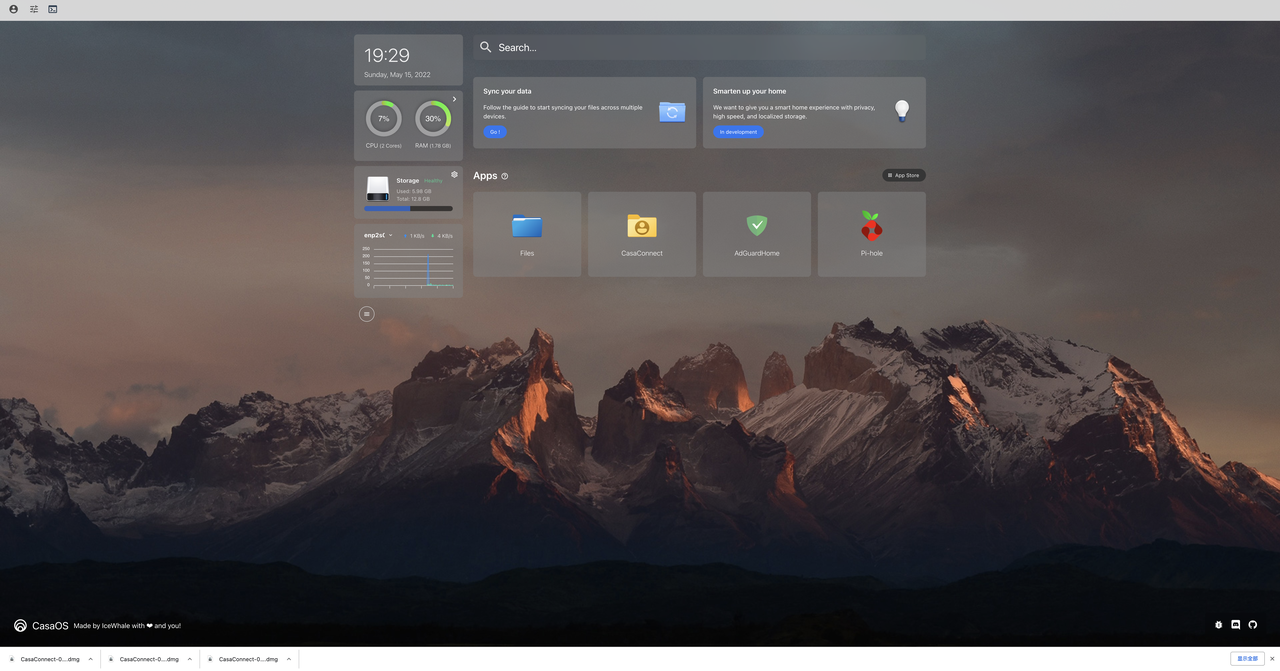 19:29
Sunday, May 15, 2022
7%
30%
CPU (2 Cores)
RAM (1.78 GB)
Storage Healthy
Used: 5.98 GB
Total: 12.8 GB
1 KB/s 4 KB/s
250
200
150
100
50
0
Search...
Sync your data
Follow the guide to start syncing your files across multiple
devices.
Go !
Smarten up your home
We want to give you a smart home experience with privacy,
high speed, and localized storage.
In development
Apps
App Store
Files
CasaConnect
AdGuardHome
Pi-hole
CasaOS Made by IceWhale with ❤ and you!
CasaConnect-0....dmg
CasaConnect-0....dmg
CasaConnect-0....dmg
显示全部